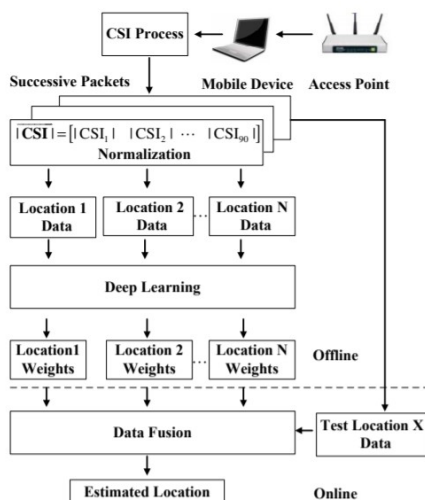 CSI Process
Successive Packets
Mobile Device
Access Point
|CSI| = [|CSI₁| |CSI₂| ⋯ |CSI₉₀|]
Normalization
Location 1
Data
Location 2
Data
...
Location N
Data
Deep Learning
Location1
Weights
Location 2
Weights
...
Location N
Weights
Offline
Data Fusion
Test Location X
Data
Estimated Location
Online